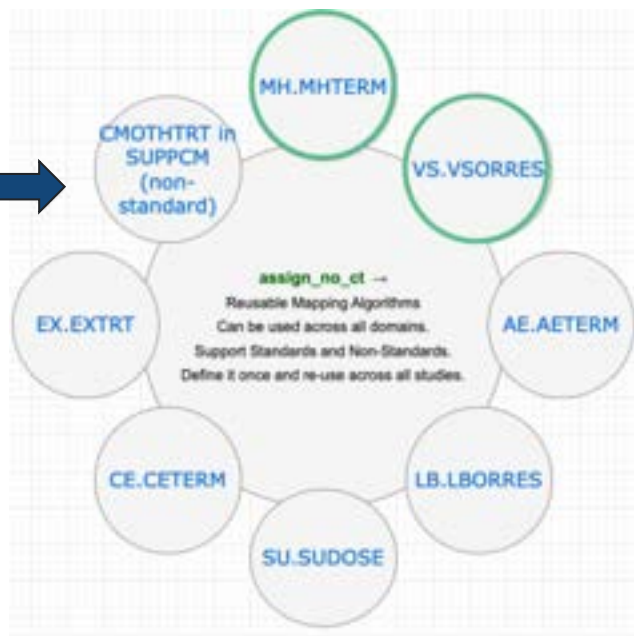 MH.MHTERM
CMOTHTRT in
SUPPCM
(non-
standard)
VS.VSORRES
assign_no_ct →
Reusable Mapping Algorithms
Can be used across all domains.
Support Standards and Non-Standards.
Define it once and re-use across all studies.
EX.EXTRT
AE.AETERM
CE.CETERM
LB.LBORRES
SU.SUDOSE